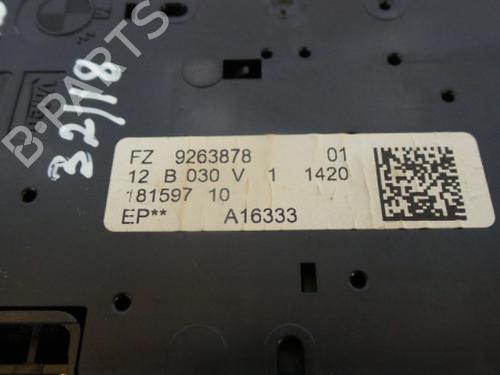 B-PARTS
32/18
FZ 9263878 01
12 B 030 V 1 1420
181597 10
EP** A16333